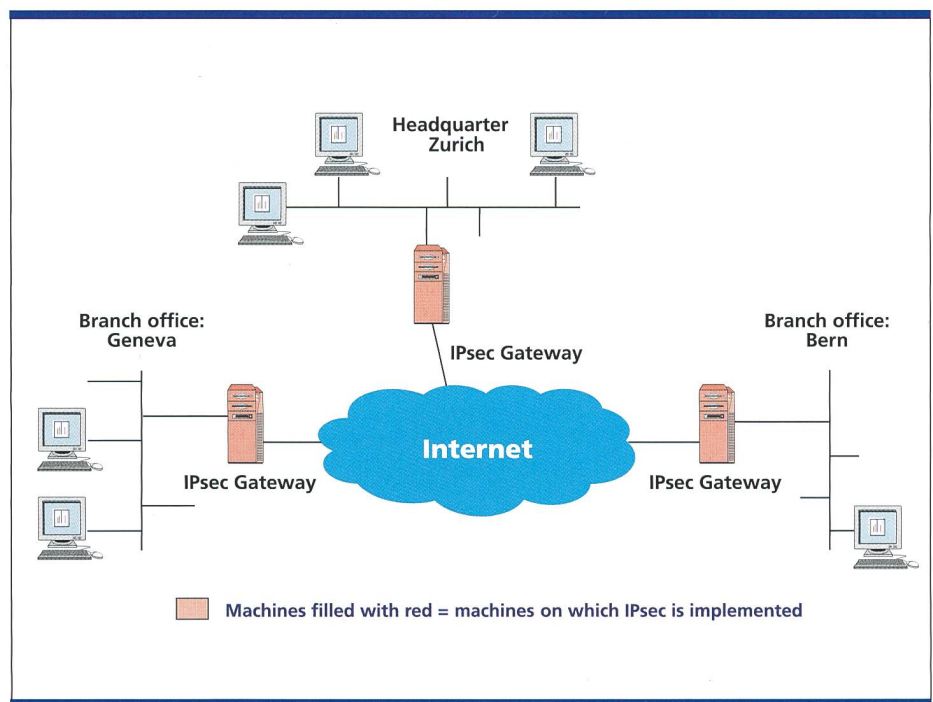 Headquarter
Zurich
Branch office:
Geneva
Branch office:
Bern
IPsec Gateway
Internet
IPsec Gateway
IPsec Gateway
Machines filled with red = machines on which IPsec is implemented